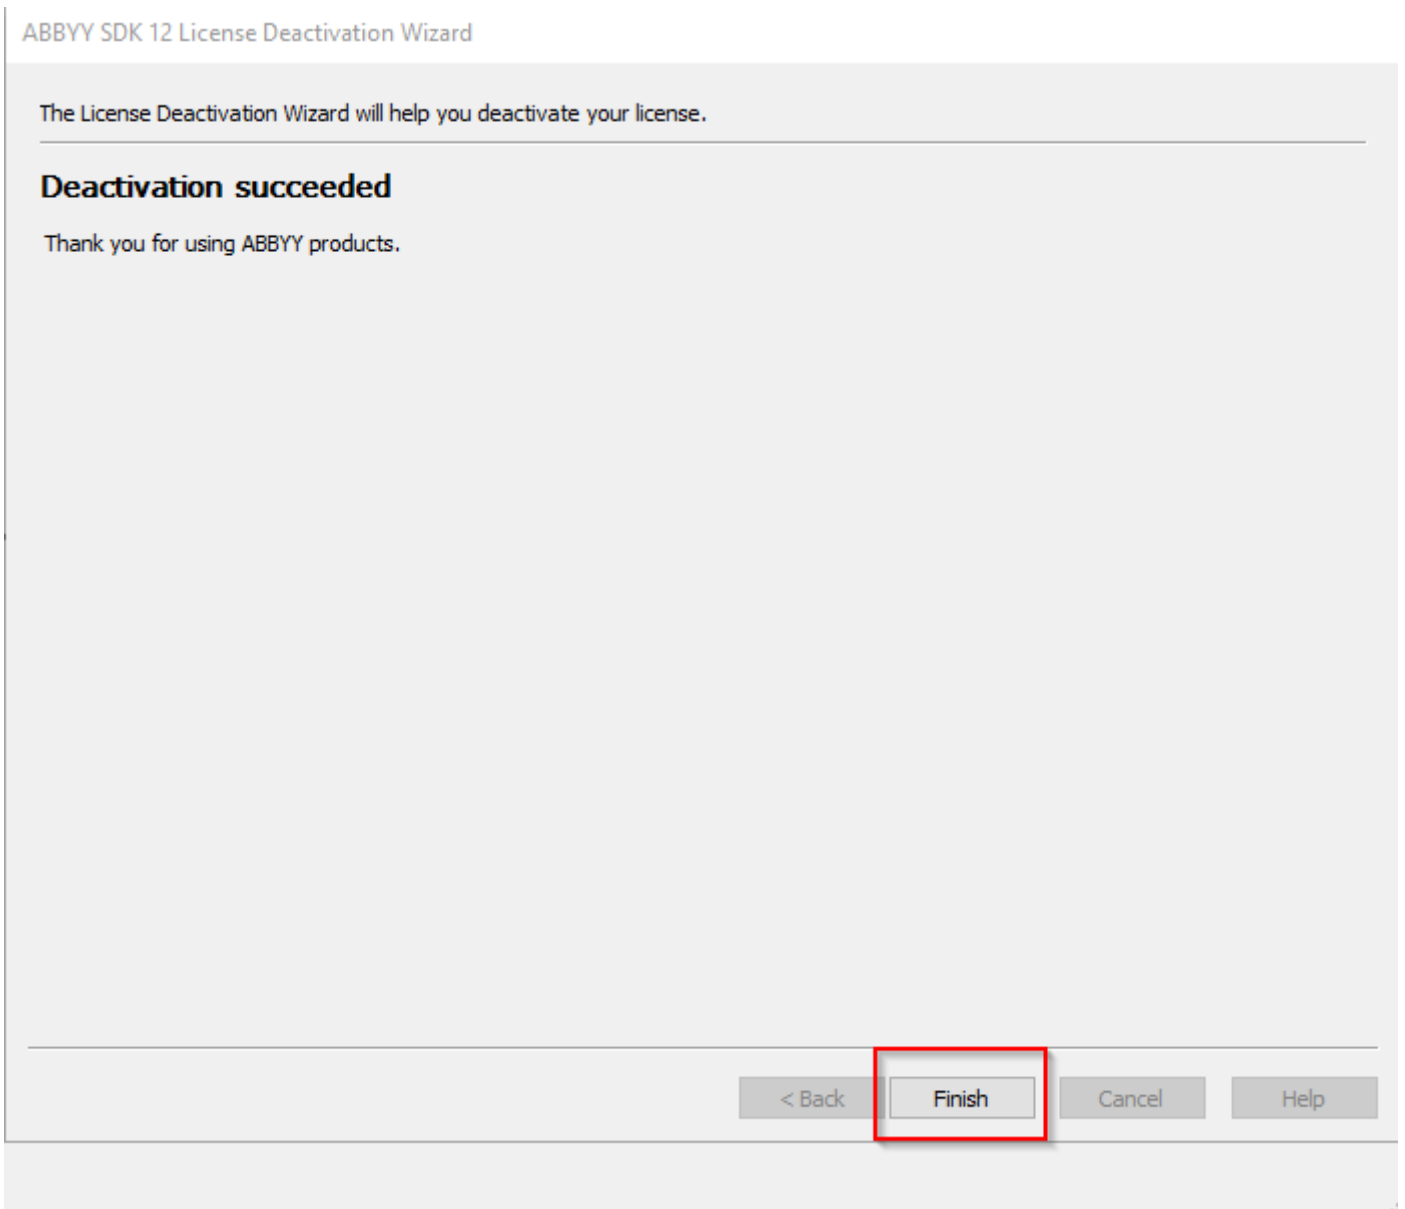 ABBYY SDK 12 License Deactivation Wizard
The License Deactivation Wizard will help you deactivate your license.
Deactivation succeeded
Thank you for using ABBYY products.
< Back Finish Cancel Help